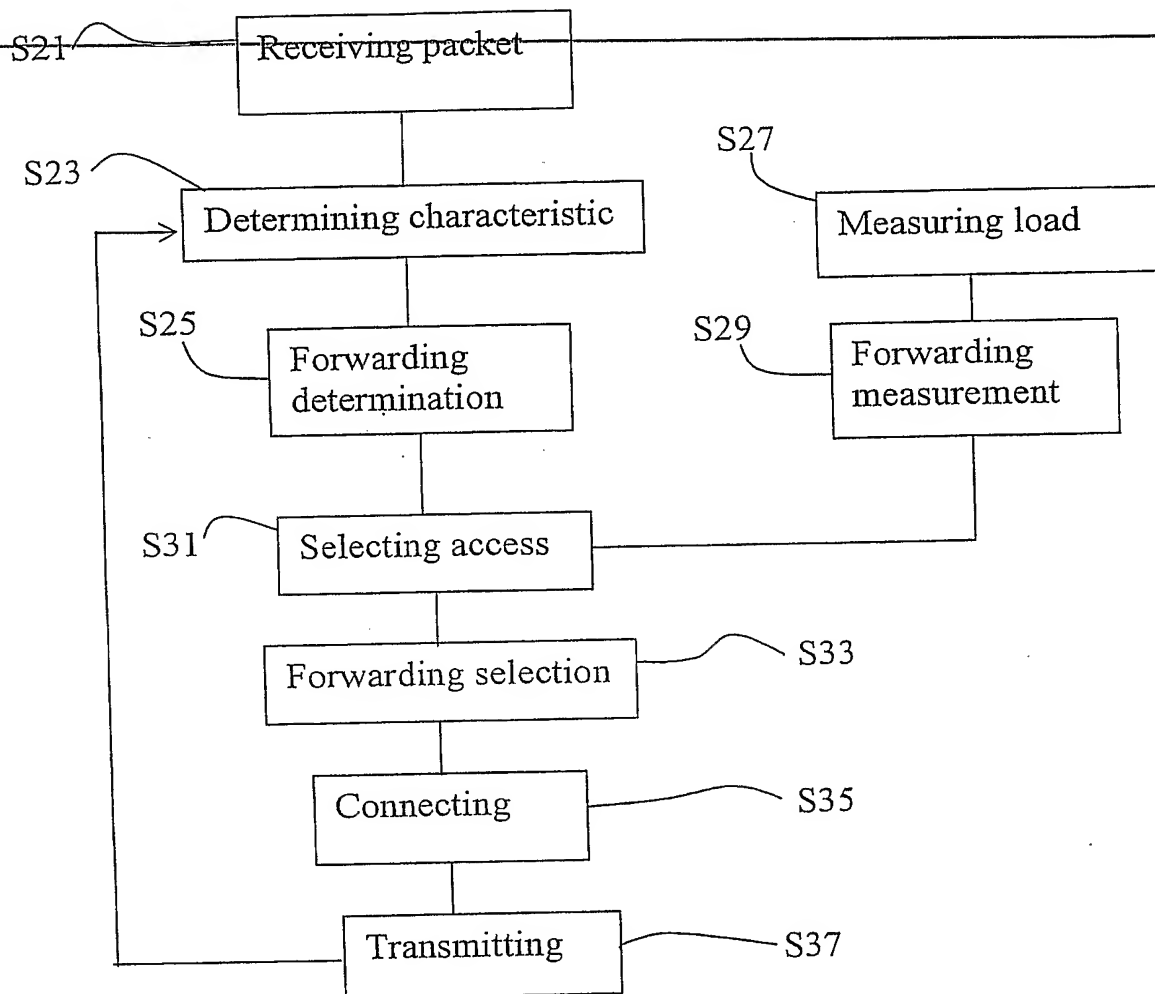 S21
Receiving packet
S23
Determining characteristic
S27
Measuring load
S25
Forwarding
determination
S29
Forwarding
measurement
S31
Selecting access
Forwarding selection
S33
Connecting
S35
Transmitting
S37